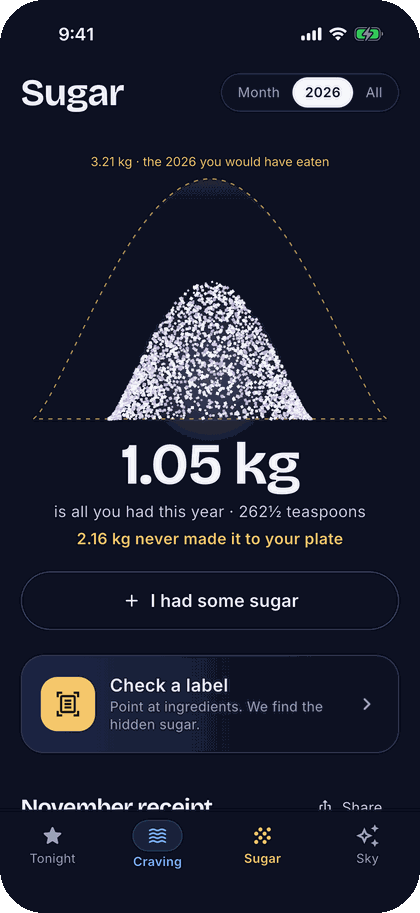 9:41
Sugar
Month 2026 All
3.21 kg · the 2026 you would have eaten
1.05 kg
is all you had this year · 262½ teaspoons
2.16 kg never made it to your plate
+ I had some sugar
Check a label
Point at ingredients. We find the
hidden sugar.
November receipt
Share
Tonight
Craving
Sugar
Sky